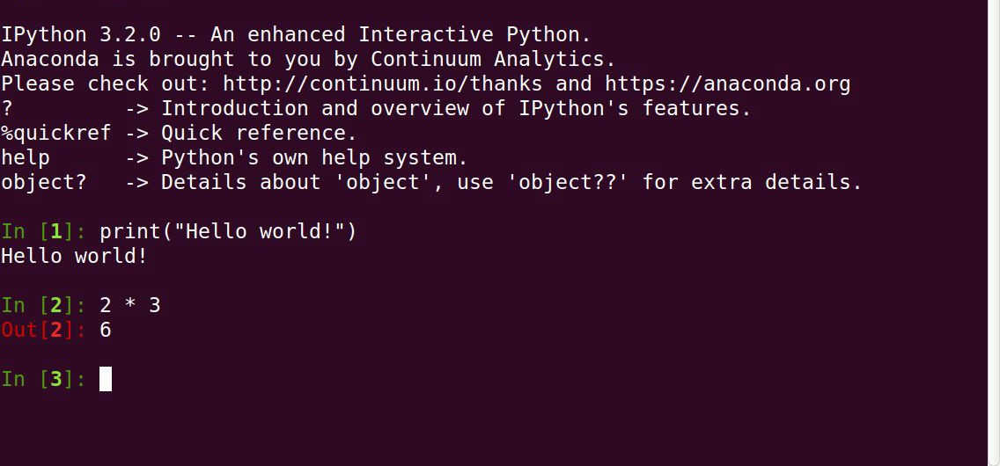 IPython 3.2.0 -- An enhanced Interactive Python.
Anaconda is brought to you by Continuum Analytics.
Please check out: http://continuum.io/thanks and https://anaconda.org
?         -> Introduction and overview of IPython's features.
%quickref -> Quick reference.
help      -> Python's own help system.
object?   -> Details about 'object', use 'object??' for extra details.
In [1]: print("Hello world!")
Hello world!
In [2]: 2 * 3
Out[2]: 6
In [3]: